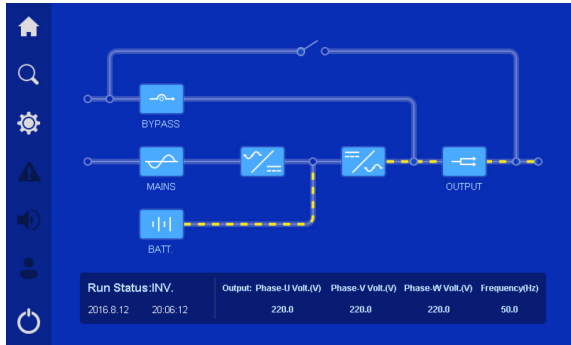 BYPASS
MAINS
OUTPUT
BATT.
Run Status:INV.
2016.8.12 20:06:12
Output: Phase-U Volt.(V) Phase-V Volt.(V) Phase-W Volt.(V) Frequency(Hz)
220.0 220.0 220.0 50.0